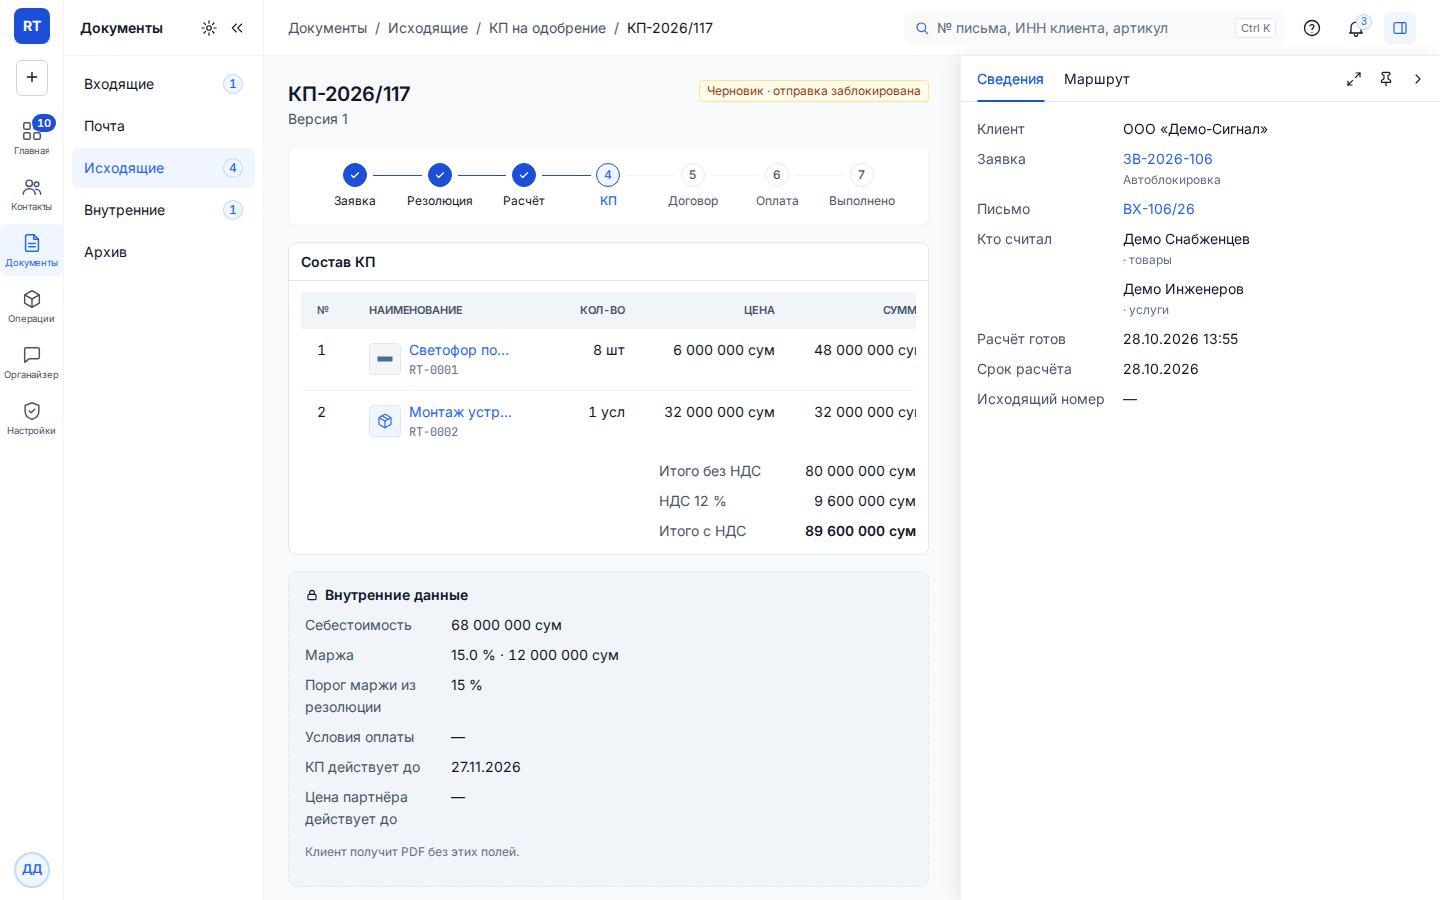 RT
Документы
Документы / Исходящие / КП на одобрение / КП-2026/117
№ письма, ИНН клиента, артикул
Ctrl K
3
10
Главная
Контакты
Документы
Операции
Органайзер
Настройки
ДД
Входящие 1
Почта
Исходящие 4
Внутренние 1
Архив
КП-2026/117
Версия 1
Черновик · отправка заблокирована
Заявка
Резолюция
Расчёт
4 КП
5 Договор
6 Оплата
7 Выполнено
Состав КП
№ НАИМЕНОВАНИЕ КОЛ-ВО ЦЕНА СУММ
1 Светофор по... 8 шт 6 000 000 сум 48 000 000 су
RT-0001
2 Монтаж устр... 1 усл 32 000 000 сум 32 000 000 су
RT-0002
Итого без НДС 80 000 000 сум
НДС 12 % 9 600 000 сум
Итого с НДС 89 600 000 сум
Внутренние данные
Себестоимость 68 000 000 сум
Маржа 15.0 % · 12 000 000 сум
Порог маржи из 15 %
резолюции
Условия оплаты —
КП действует до 27.11.2026
Цена партнёра —
действует до
Клиент получит PDF без этих полей.
Сведения Маршрут
Клиент ООО «Демо-Сигнал»
Заявка ЗВ-2026-106
Автоблокировка
Письмо ВХ-106/26
Кто считал Демо Снабженцев
· товары
Демо Инженеров
· услуги
Расчёт готов 28.10.2026 13:55
Срок расчёта 28.10.2026
Исходящий номер —